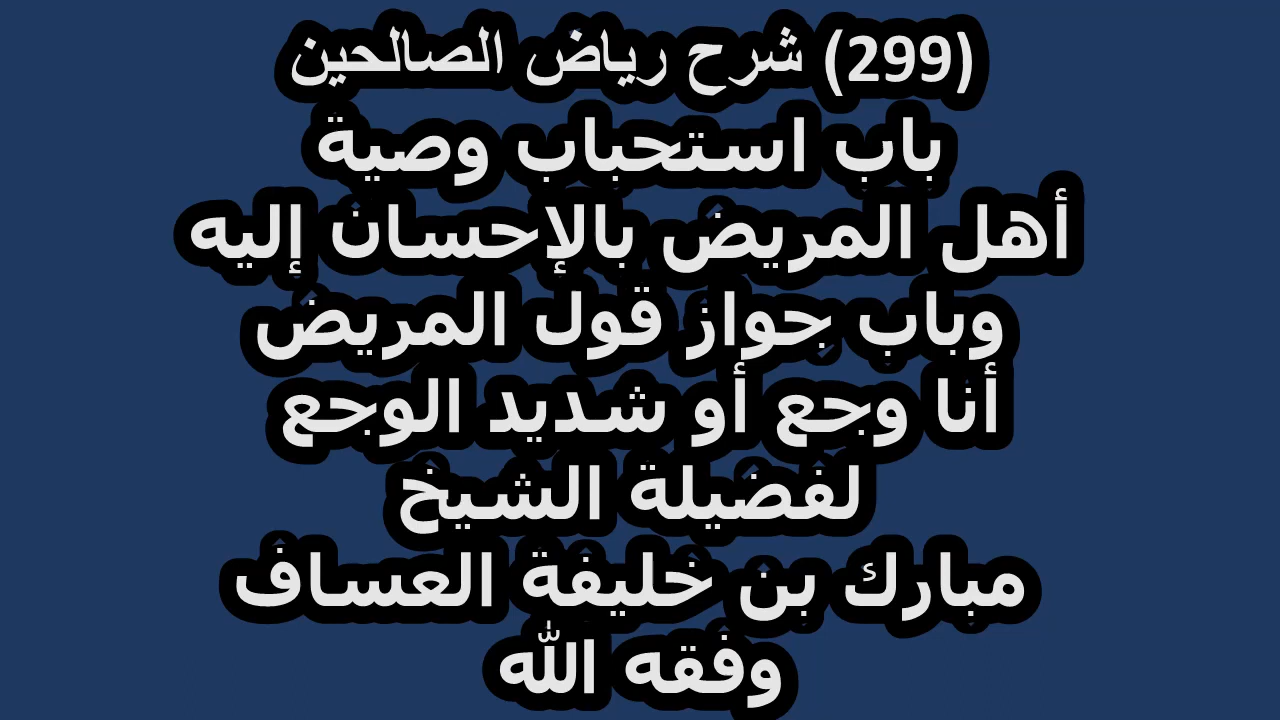 (299) شرح رياض الصالحين
باب استحباب وصية
أهل المريض بالإحسان إليه
وباب جواز قول المريض
أنا وجع أو شديد الوجع
لفضيلة الشيخ
مبارك بن خليفة العساف
وفقه الله